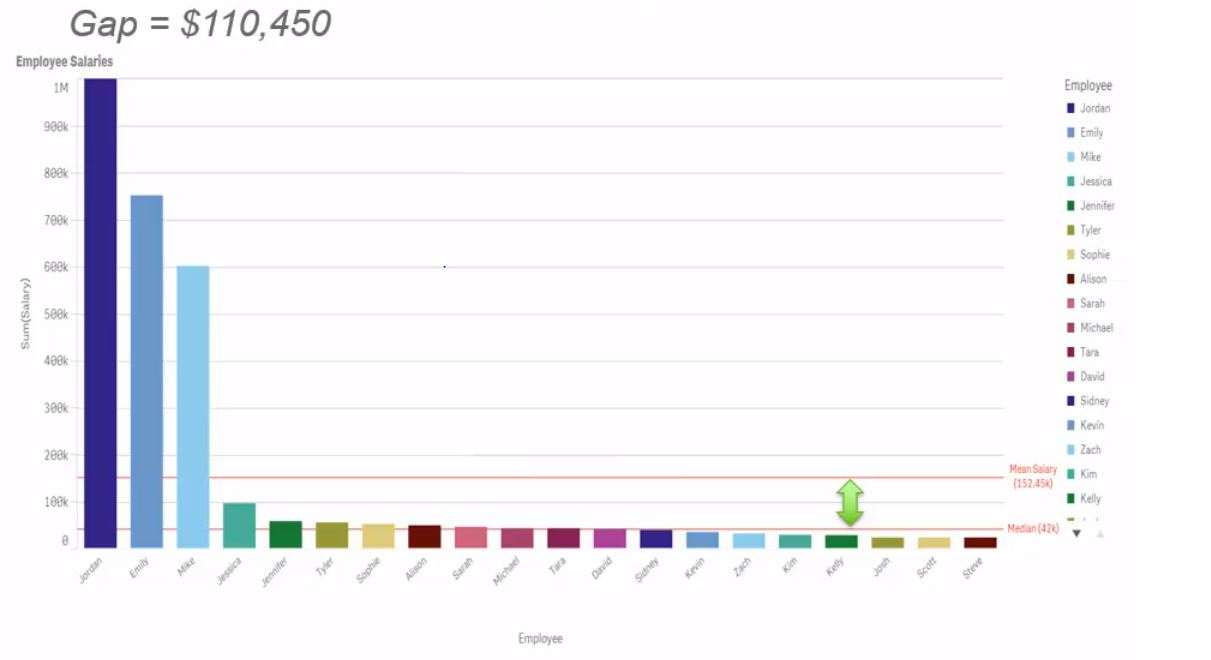 Gap = $110,450
Employee Salaries
1M
900k
800k
700k
600k
500k
400k
300k
200k
100k
0
Sum(Salary)
Mean Salary
(152.45k)
Median (42k)
Jordan
Emily
Mike
Jessica
Jennifer
Tyler
Sophie
Alison
Sarah
Michael
Tara
David
Sidney
Kevin
Zach
Kim
Kelly
Josh
Scott
Steve
Employee
Employee
Jordan
Emily
Mike
Jessica
Jennifer
Tyler
Sophie
Alison
Sarah
Michael
Tara
David
Sidney
Kevin
Zach
Kim
Kelly